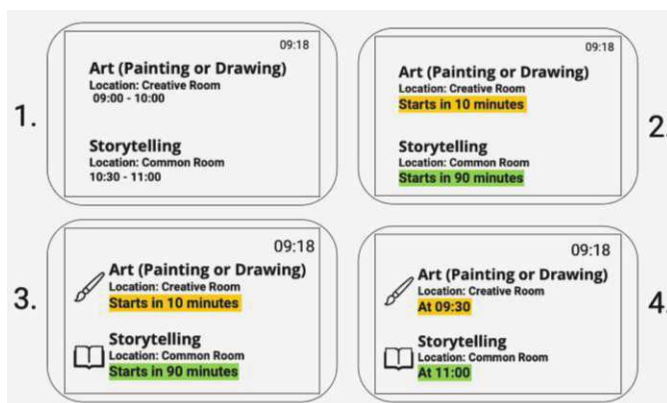 1.
09:18
Art (Painting or Drawing)
Location: Creative Room
09:00 - 10:00
Storytelling
Location: Common Room
10:30 - 11:00
2.
09:18
Art (Painting or Drawing)
Location: Creative Room
Starts in 10 minutes
Storytelling
Location: Common Room
Starts in 90 minutes
3.
09:18
Art (Painting or Drawing)
Location: Creative Room
Starts in 10 minutes
Storytelling
Location: Common Room
Starts in 90 minutes
4.
09:18
Art (Painting or Drawing)
Location: Creative Room
At 09:30
Storytelling
Location: Common Room
At 11:00